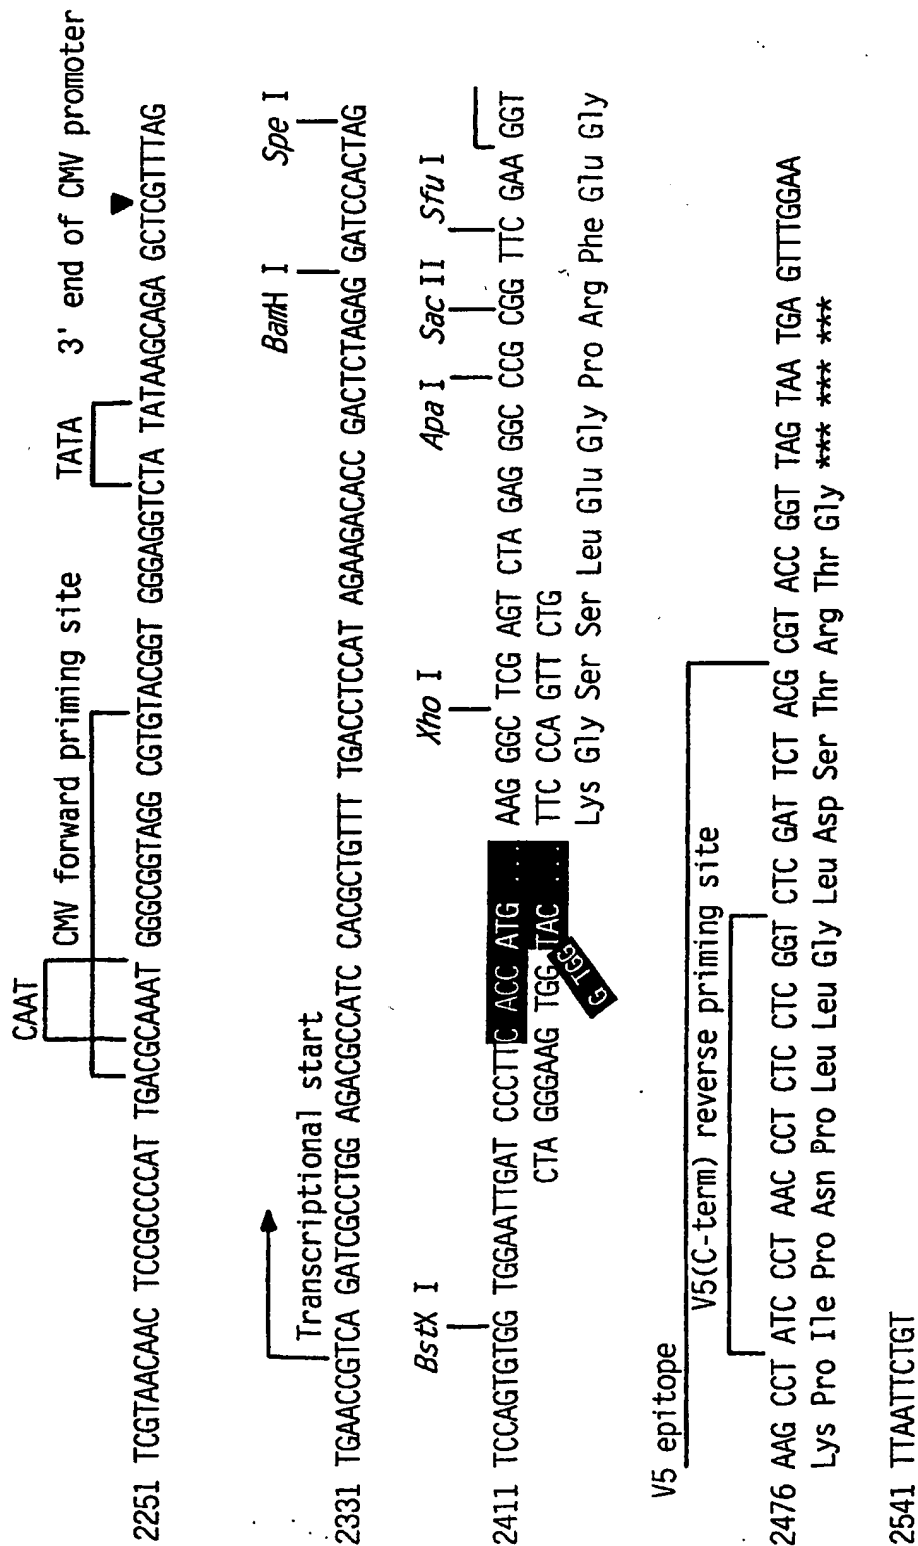 CAAT
CMV forward priming site
TATA 3' end of CMV promoter
2251 TCGTAACAAC TCCGCCCCAT TGACGCAAAT GGGCGGTAGG CGTGTACGGT GGGAGGTCTA TATAAGCAGA GCTCGTTTAG
Transcriptional start
BamH I
Spe I
2331 TGAACCGTCA GATCGCCTGG AGACGCCATC CACGCTGTTT TGACCTCCAT AGAAGACACC GACTCTAGAG GATCCACTAG
BstX I
Xho I
Apa I
Sac II
Sfu I
2411 TCCAGTGTGG TGGAATTGAT CCCTTC ACC ATG ... AAG GGC TCG AGT CTA GAG GGC CCG CGG TTC GAA GGT
CTA GGGAAG TGG TAC ... TTC CCA GTT CTG
G TGG
Lys Gly Ser Ser Leu Glu Gly Pro Arg Phe Glu Gly
V5 epitope
V5(C-term) reverse priming site
2476 AAG CCT ATC CCT AAC CCT CTC CTC GGT CTC GAT TCT ACG CGT ACC GGT TAG TAA TGA GTTTGGAA
Lys Pro Ile Pro Asn Pro Leu Leu Gly Leu Asp Ser Thr Arg Thr Gly *** *** ***
2541 TTAATTCTGT